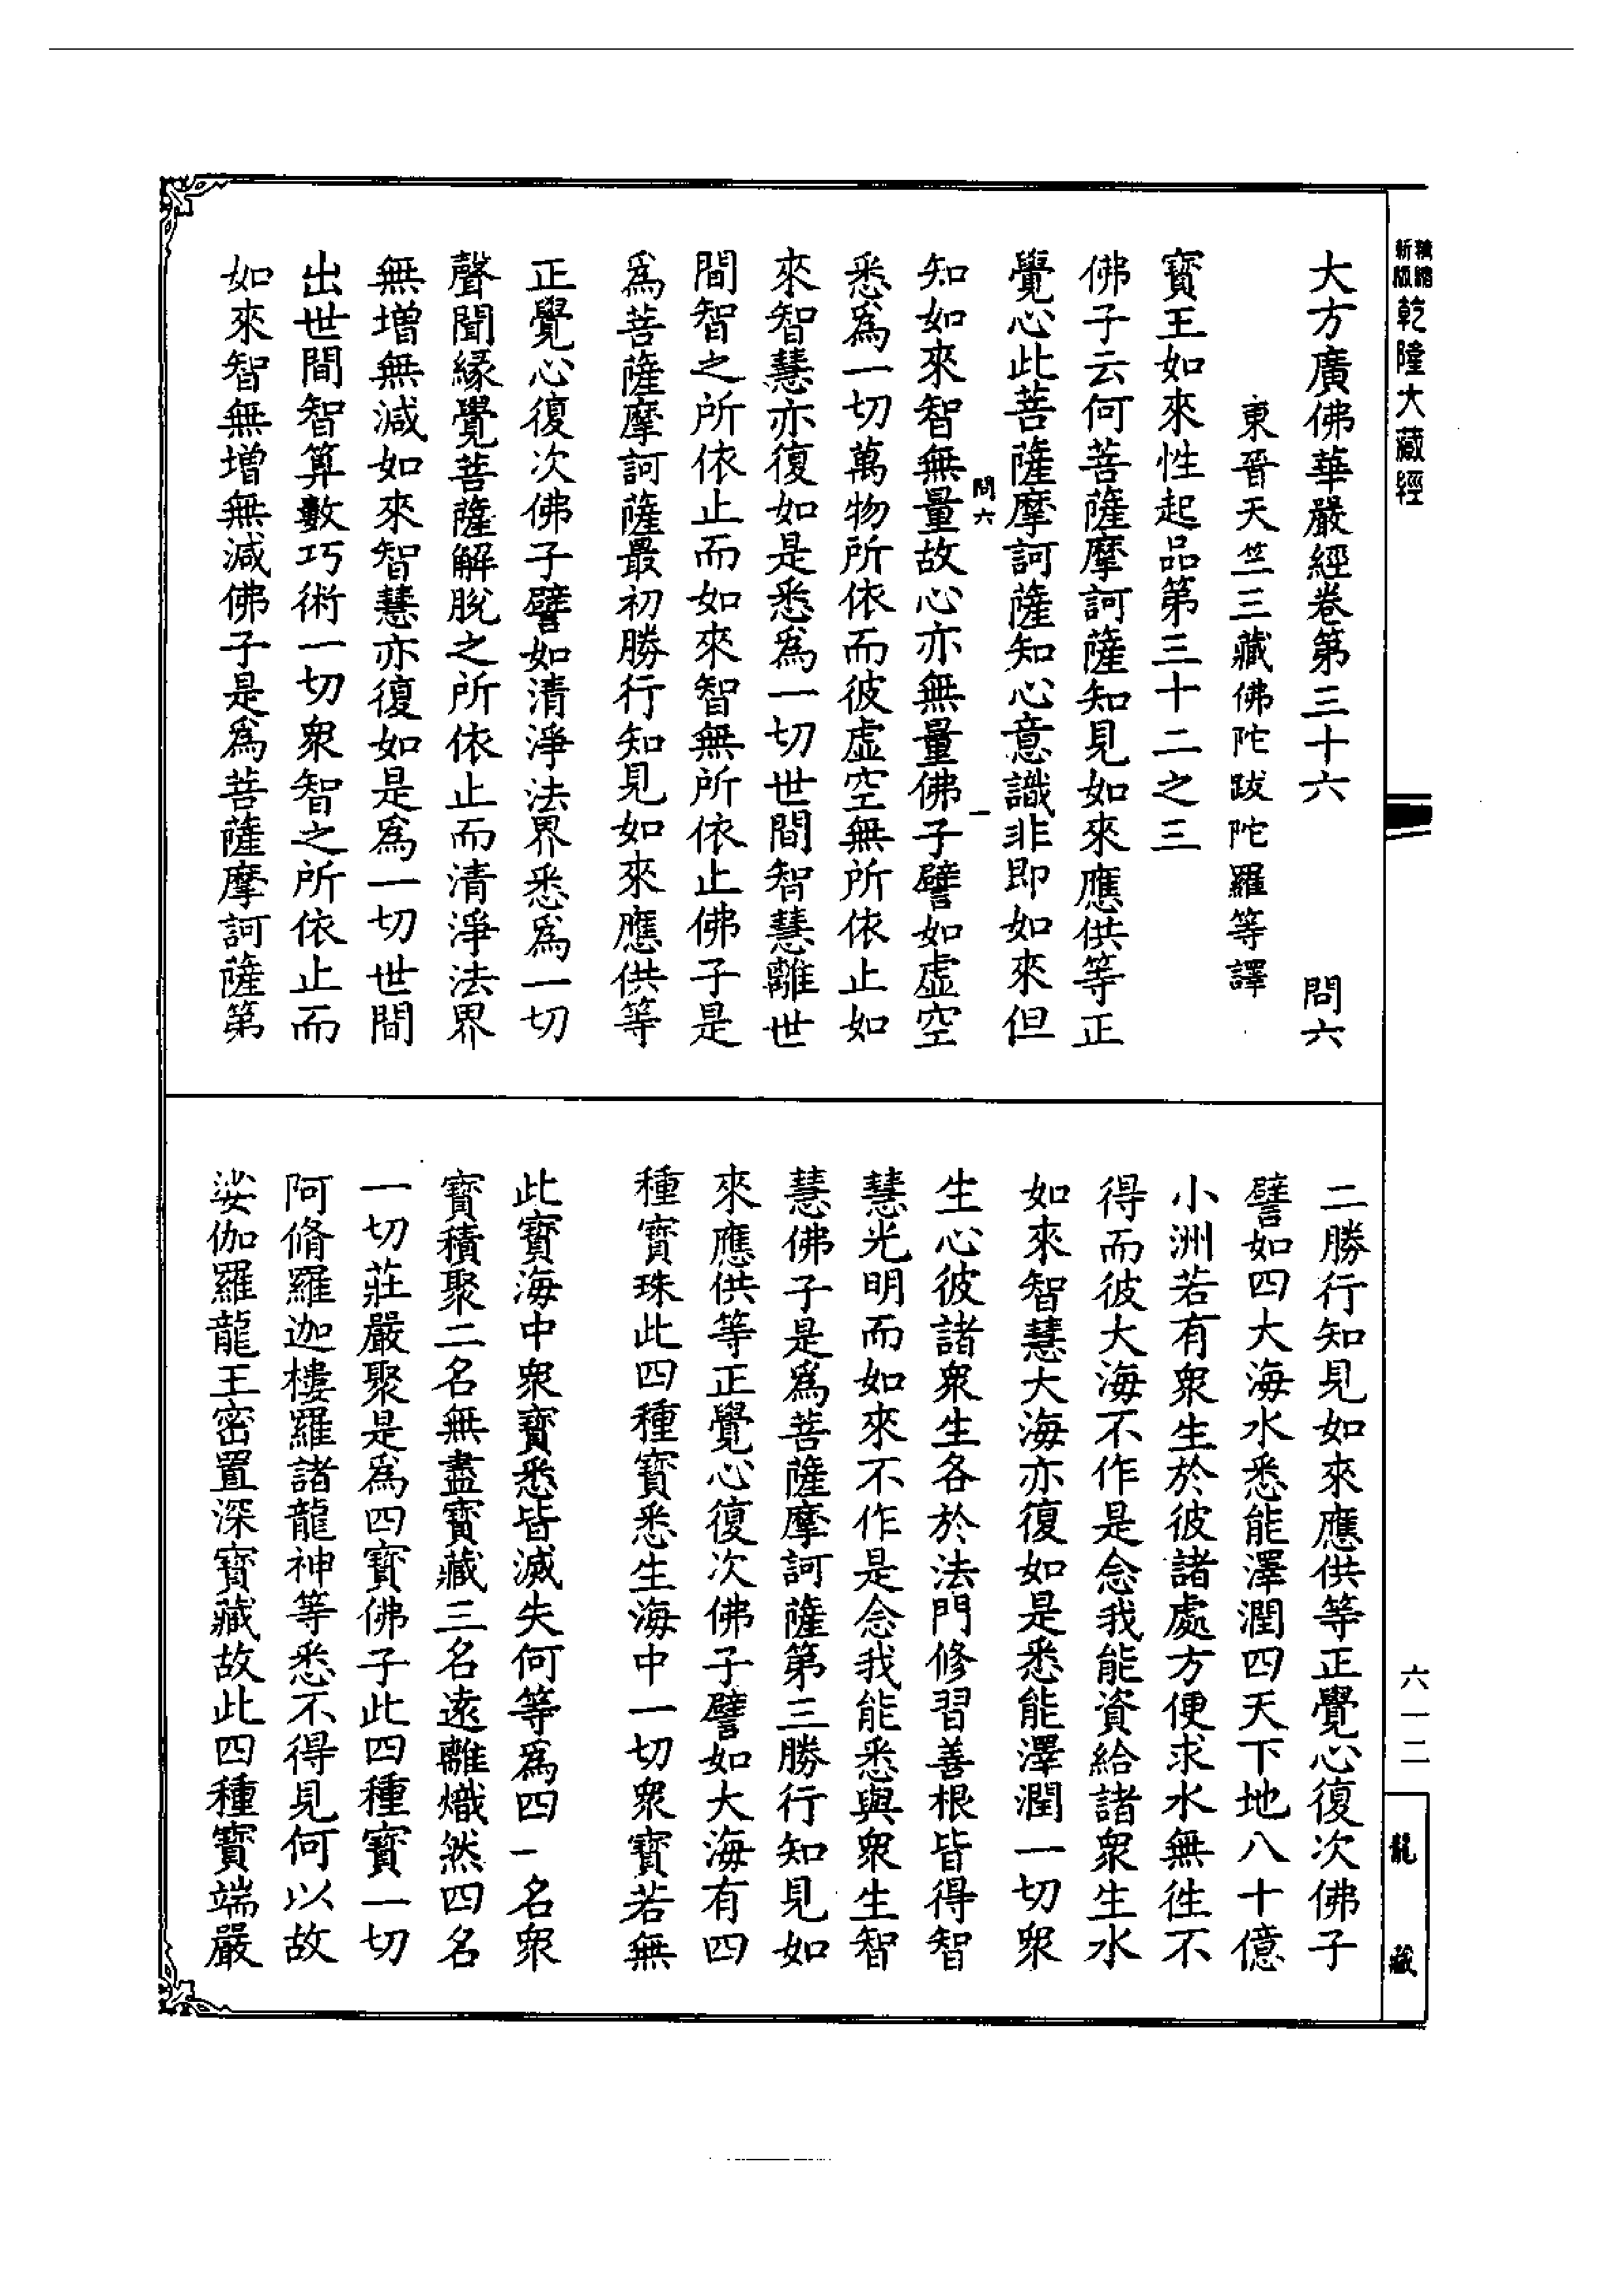 精縮新版乾隆大藏經
大方廣佛華嚴經卷第三十六 問六
東晉天竺三藏佛陀跋陀羅等譯
寶王如來性起品第三十二之三
佛子云何菩薩摩訶薩知見如來應供等正
覺心此菩薩摩訶薩知心意識非即如來但
問六 一
知如來智無量故心亦無量佛子譬如虛空
悉爲一切萬物所依而彼虛空無所依止如
來智慧亦復如是悉爲一切世間智慧離世
間智之所依止而如來智無所依止佛子是
爲菩薩摩訶薩最初勝行知見如來應供等
正覺心復次佛子譬如清淨法界悉爲一切
聲聞緣覺菩薩解脫之所依止而清淨法界
無增無減如來智慧亦復如是爲一切世間
出世間智算數巧術一切衆智之所依止而
如來智無增無減佛子是爲菩薩摩訶薩第
二勝行知見如來應供等正覺心復次佛子
譬如四大海水悉能澤潤四天下地八十億
小洲若有衆生於彼諸處方便求水無徃不
得而彼大海不作是念我能資給諸衆生水
如來智慧大海亦復如是悉能澤潤一切衆
生心彼諸衆生各於法門修習善根皆得智
慧光明而如來不作是念我能悉與衆生智
慧佛子是爲菩薩摩訶薩第三勝行知見如
來應供等正覺心復次佛子譬如大海有四
種寶珠此四種寶悉生海中一切衆寶若無
此寶海中衆寶悉皆滅失何等爲四一名衆
寶積聚二名無盡寶藏三名遠離熾然四名
一切莊嚴聚是爲四寶佛子此四種寶一切
阿脩羅迦樓羅諸龍神等悉不得見何以故
娑伽羅龍王密置深寶藏故此四種寶端嚴
六一二
龍藏